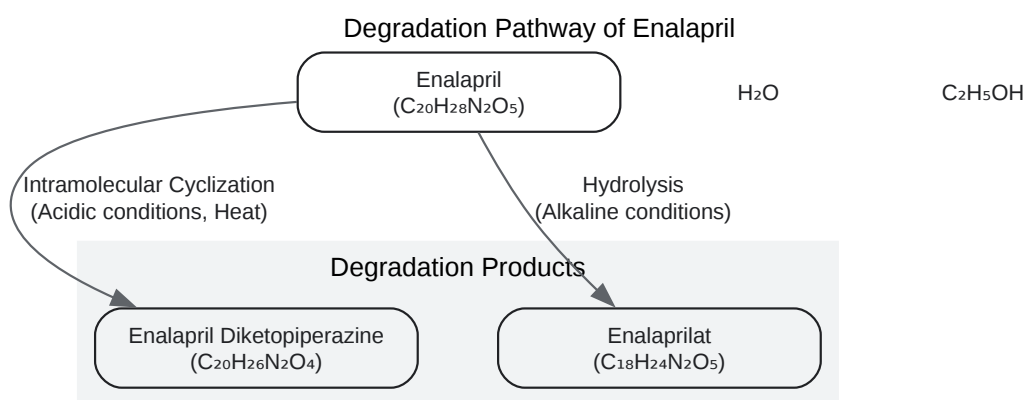 Degradation Pathway of Enalapril
Enalapril
(C₂₀H₂₈N₂O₅)
H₂O
C₂H₅OH
Intramolecular Cyclization
(Acidic conditions, Heat)
Hydrolysis
(Alkaline conditions)
Degradation Products
Enalapril Diketopiperazine
(C₂₀H₂₆N₂O₄)
Enalaprilat
(C₁₈H₂₄N₂O₅)